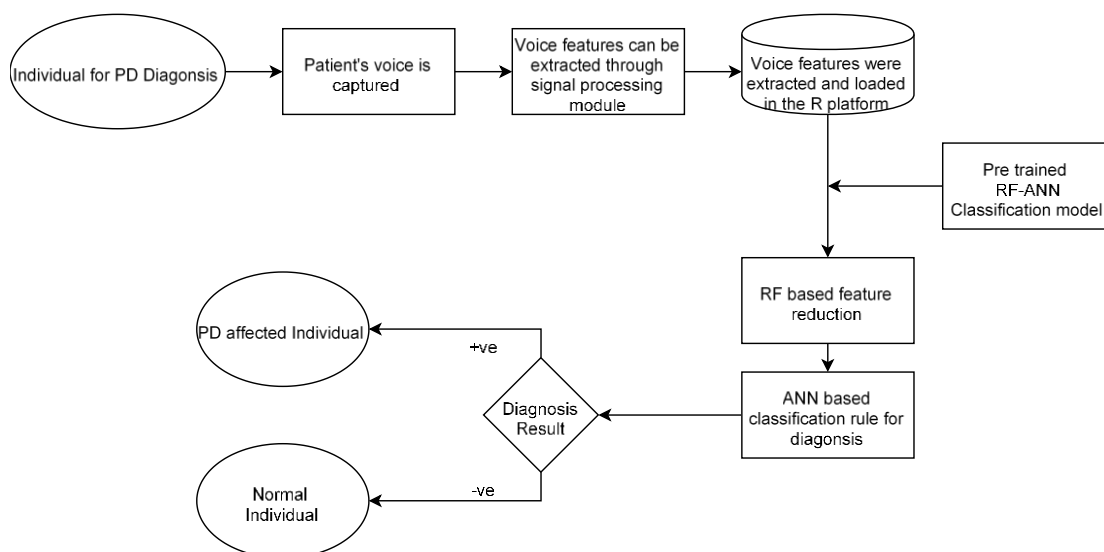 Individual for PD Diagonsis
Patient's voice is
captured
Voice features can be
extracted through
signal processing
module
Voice features were
extracted and loaded
in the R platform
Pre trained
RF-ANN
Classification model
RF based feature
reduction
ANN based
classification rule for
diagonsis
Diagnosis
Result
+ve
PD affected Individual
-ve
Normal
Individual